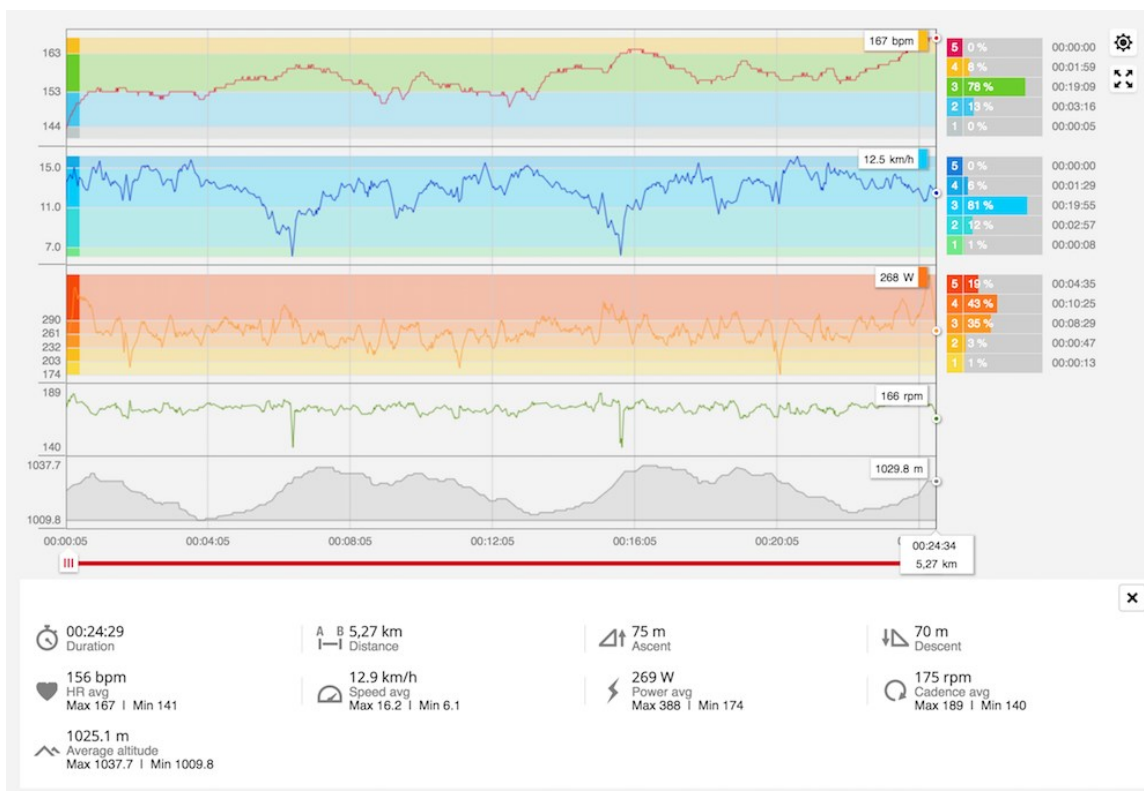 163
153
144
167 bpm
5 0 % 00:00:00
4 8 % 00:01:59
3 78 % 00:19:09
2 13 % 00:03:16
1 0 % 00:00:05
15.0
11.0
7.0
12.5 km/h
5 0 % 00:00:00
4 6 % 00:01:29
3 81 % 00:19:55
2 12 % 00:02:57
1 1 % 00:00:08
290
261
232
203
174
268 W
5 19 % 00:04:35
4 43 % 00:10:25
3 35 % 00:08:29
2 3 % 00:00:47
1 1 % 00:00:13
189
140
166 rpm
1037.7
1009.8
1029.8 m
00:00:05 00:04:05 00:08:05 00:12:05 00:16:05 00:20:05
00:24:34
5,27 km
00:24:29
Duration
A B 5,27 km
Distance
75 m
Ascent
70 m
Descent
156 bpm
HR avg
Max 167 | Min 141
12.9 km/h
Speed avg
Max 16.2 | Min 6.1
269 W
Power avg
Max 388 | Min 174
175 rpm
Cadence avg
Max 189 | Min 140
1025.1 m
Average altitude
Max 1037.7 | Min 1009.8